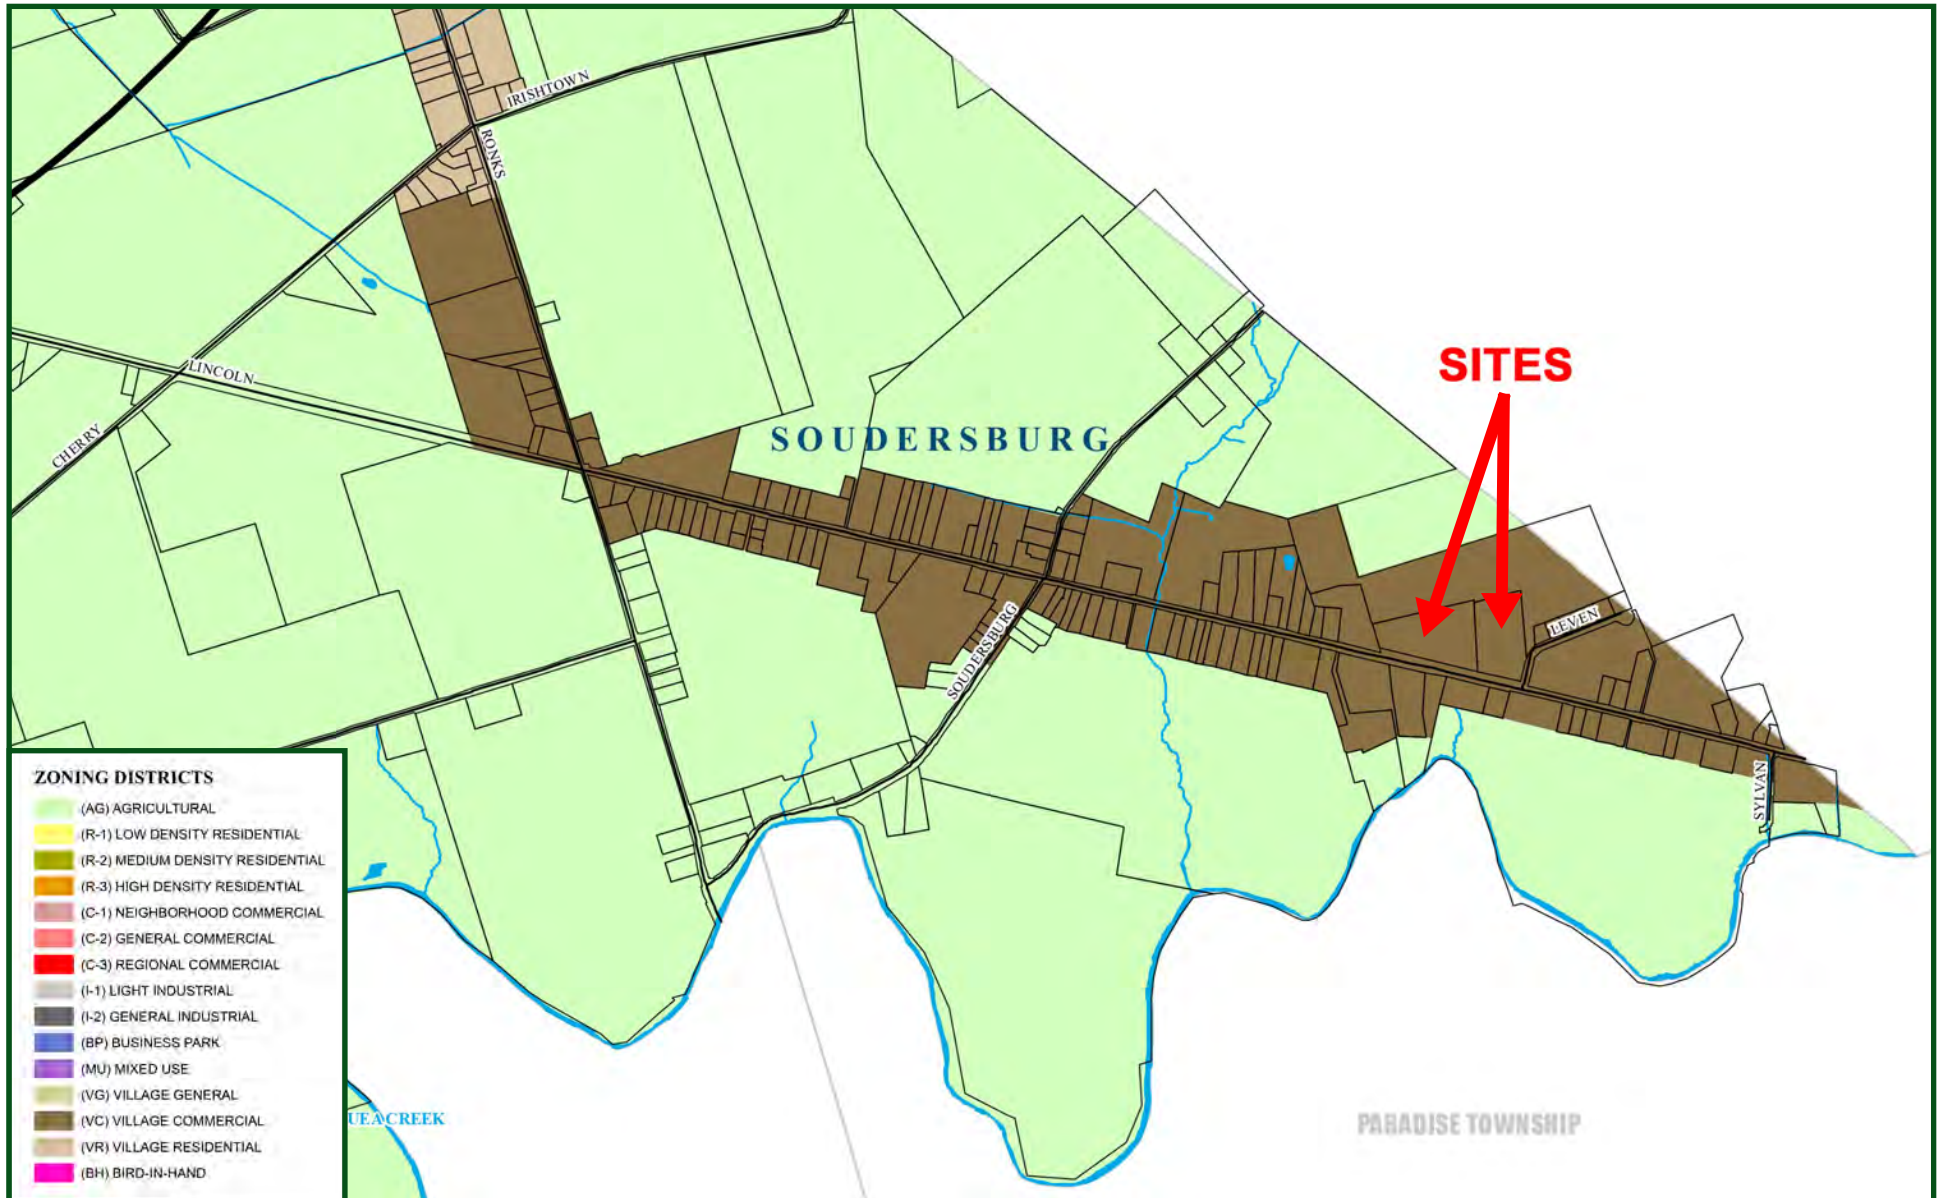 IRISHTOWN
RONKS
LINCOLN
CHERRY
SITES
SOUDERSBURG
SOUDERSBURG
LEVEN
SYLVAN
ZONING DISTRICTS
(AG) AGRICULTURAL
(R-1) LOW DENSITY RESIDENTIAL
(R-2) MEDIUM DENSITY RESIDENTIAL
(R-3) HIGH DENSITY RESIDENTIAL
(C-1) NEIGHBORHOOD COMMERCIAL
(C-2) GENERAL COMMERCIAL
(C-3) REGIONAL COMMERCIAL
(I-1) LIGHT INDUSTRIAL
(I-2) GENERAL INDUSTRIAL
(BP) BUSINESS PARK
(MU) MIXED USE
(VG) VILLAGE GENERAL
(VC) VILLAGE COMMERCIAL
(VR) VILLAGE RESIDENTIAL
(BH) BIRD-IN-HAND
UEA CREEK
PARADISE TOWNSHIP